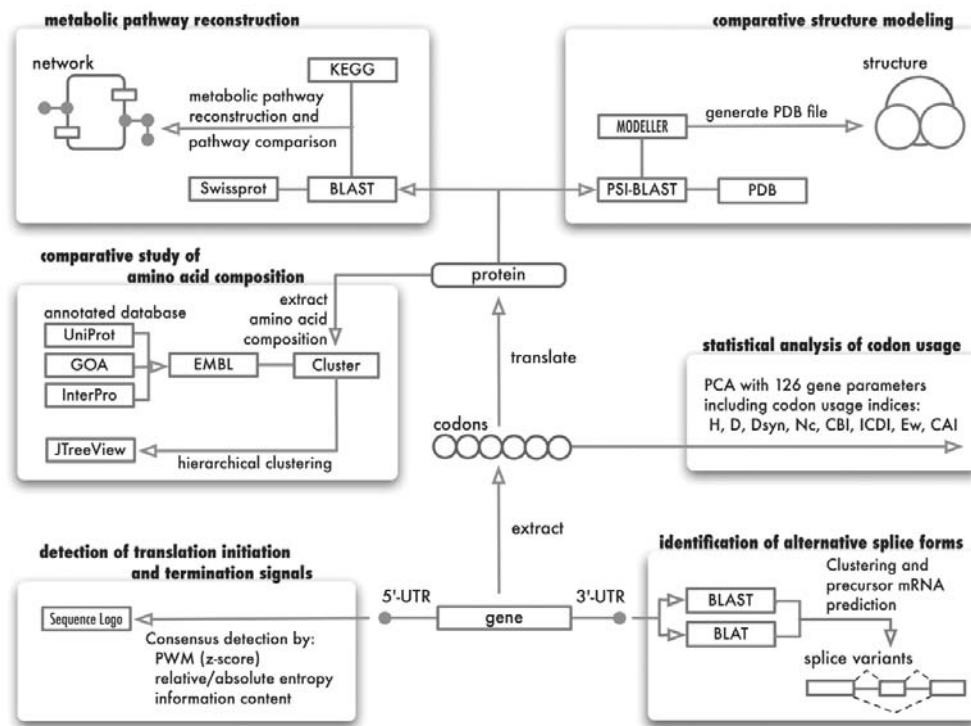 metabolic pathway reconstruction
network
KEGG
metabolic pathway
reconstruction and
pathway comparison
Swissprot
BLAST
comparative structure modeling
structure
MODELLER
generate PDB file
PSI-BLAST
PDB
comparative study of
amino acid composition
annotated database
UniProt
GOA
InterPro
EMBL
Cluster
extract
amino acid
composition
JTreeView
hierarchical clustering
protein
translate
codons
extract
statistical analysis of codon usage
PCA with 126 gene parameters
including codon usage indices:
H, D, Dsyn, Nc, CBI, ICDI, Ew, CAI
detection of translation initiation
and termination signals
Sequence Logo
Consensus detection by:
PWM (z-score)
relative/absolute entropy
information content
5'-UTR
gene
3'-UTR
identification of alternative splice forms
BLAST
BLAT
Clustering and
precursor mRNA
prediction
splice variants